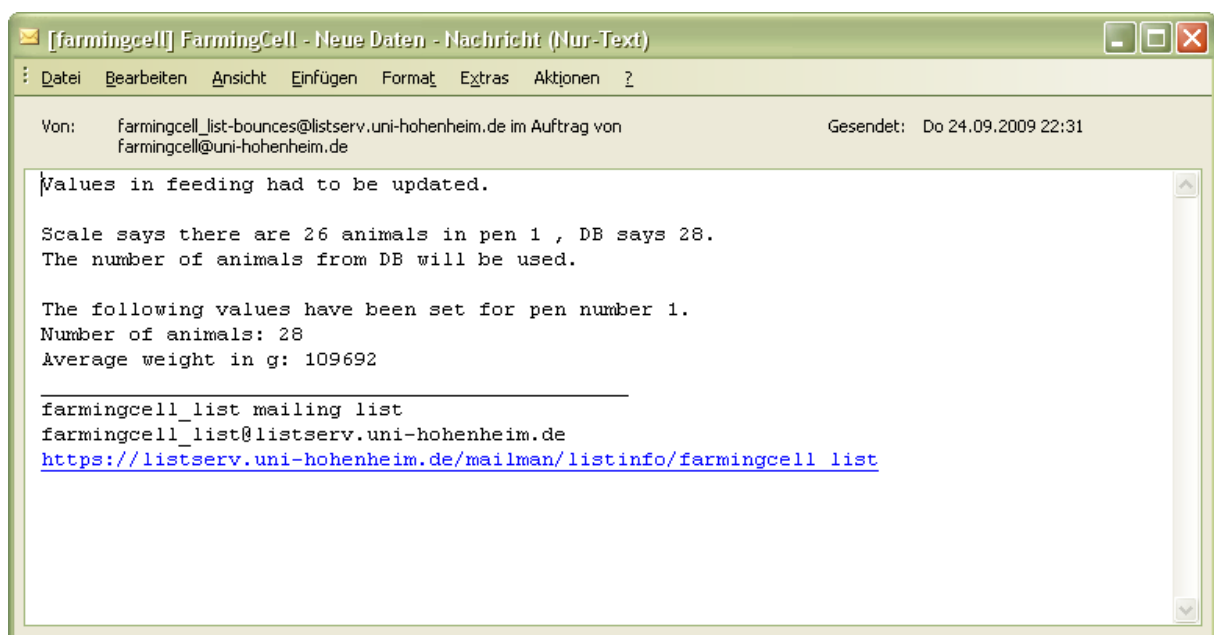 [farmingcell] FarmingCell - Neue Daten - Nachricht (Nur-Text)
Datei Bearbeiten Ansicht Einfügen Format Extras Aktionen ?
Von: farmingcell_list-bounces@listserv.uni-hohenheim.de im Auftrag von Gesendet: Do 24.09.2009 22:31
farmingcell@uni-hohenheim.de
Values in feeding had to be updated.
Scale says there are 26 animals in pen 1 , DB says 28.
The number of animals from DB will be used.
The following values have been set for pen number 1.
Number of animals: 28
Average weight in g: 109692
_______________________________________________
farmingcell_list mailing list
farmingcell_list@listserv.uni-hohenheim.de
https://listserv.uni-hohenheim.de/mailman/listinfo/farmingcell_list